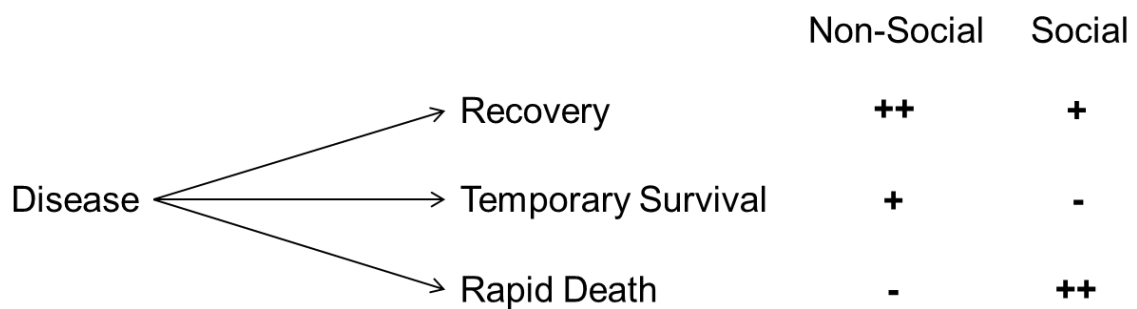 Non-Social Social
Recovery ++ +
Disease Temporary Survival + -
Rapid Death - ++